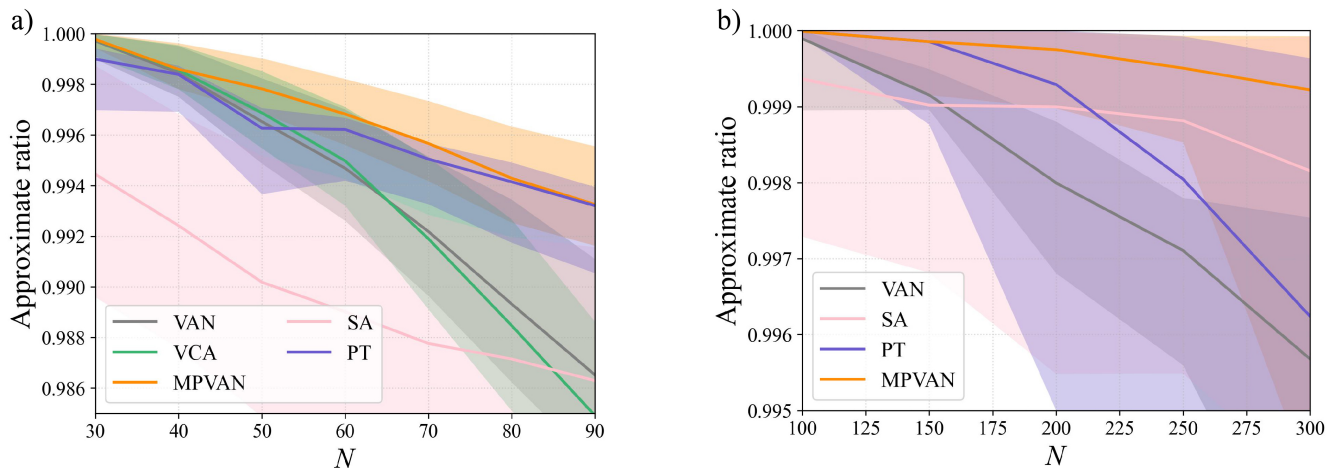 a)
Approximate ratio
1.000
0.998
0.996
0.994
0.992
0.990
0.988
0.986
30 40 50 60 70 80 90
N
VAN SA
VCA PT
MPVAN
b)
Approximate ratio
1.000
0.999
0.998
0.997
0.996
0.995
100 125 150 175 200 225 250 275 300
N
VAN
SA
PT
MPVAN